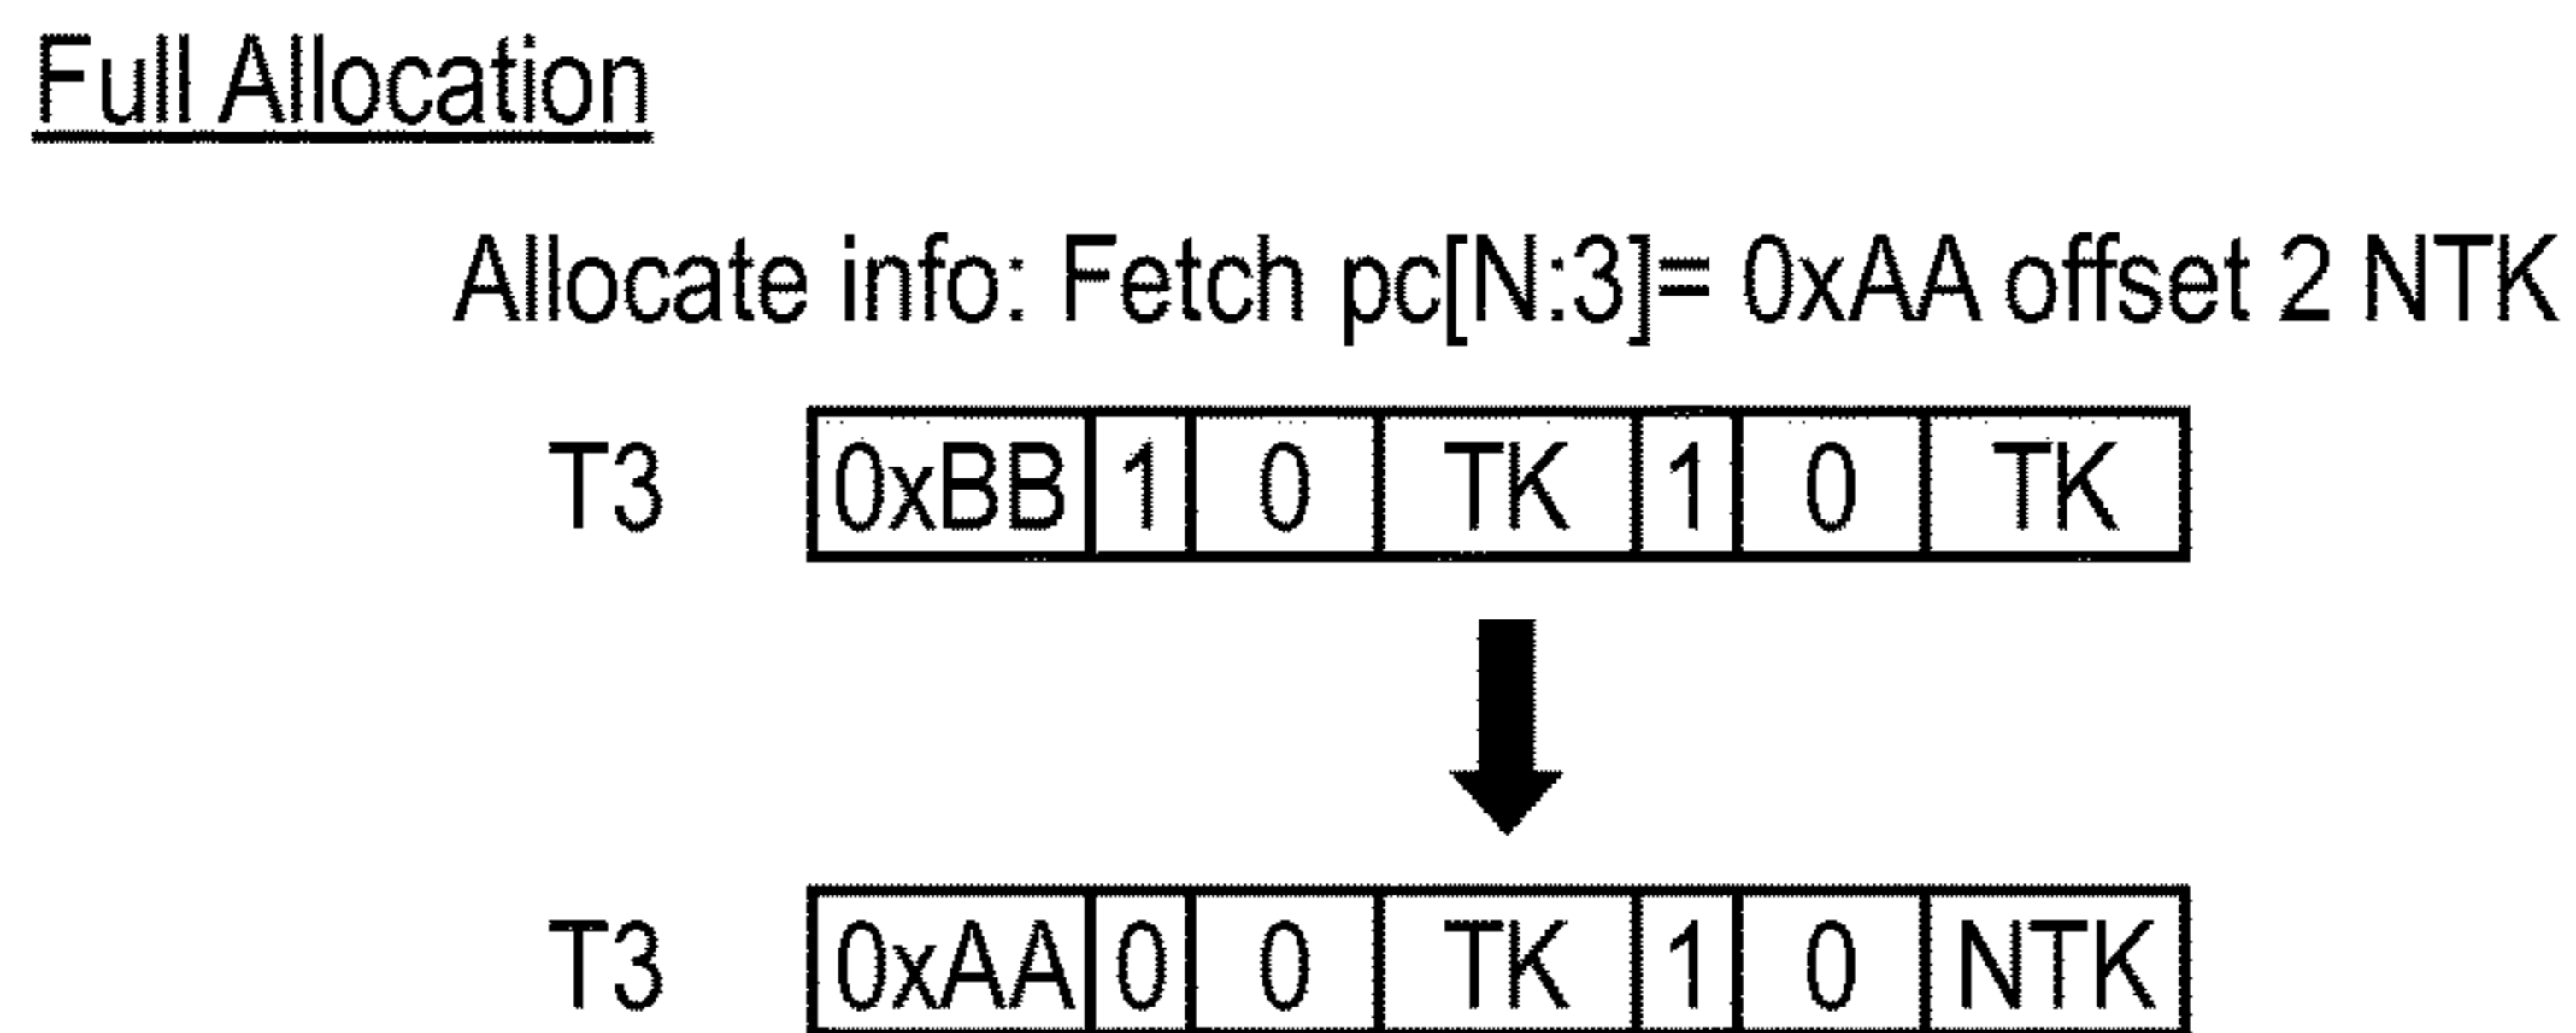 Full Allocation
Allocate info: Fetch pc[N:3]= 0xAA offset 2 NTK
T3 0xBB 1 0 TK 1 0 TK
T3 0xAA 0 0 TK 1 0 NTK